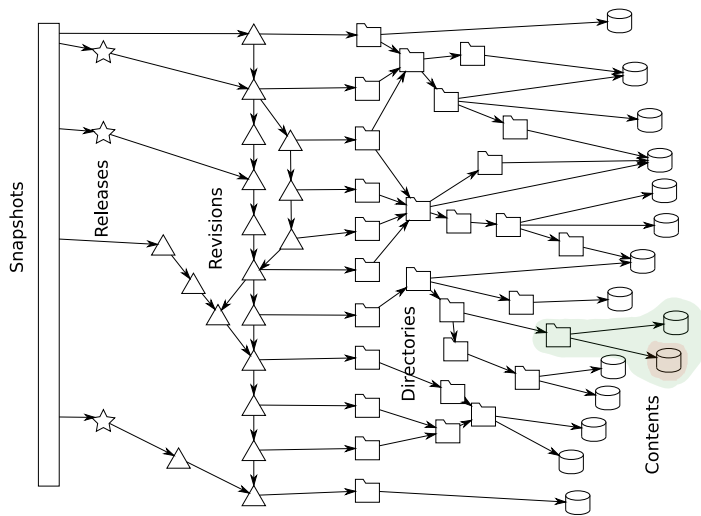 Snapshots
Releases
Revisions
Directories
Contents